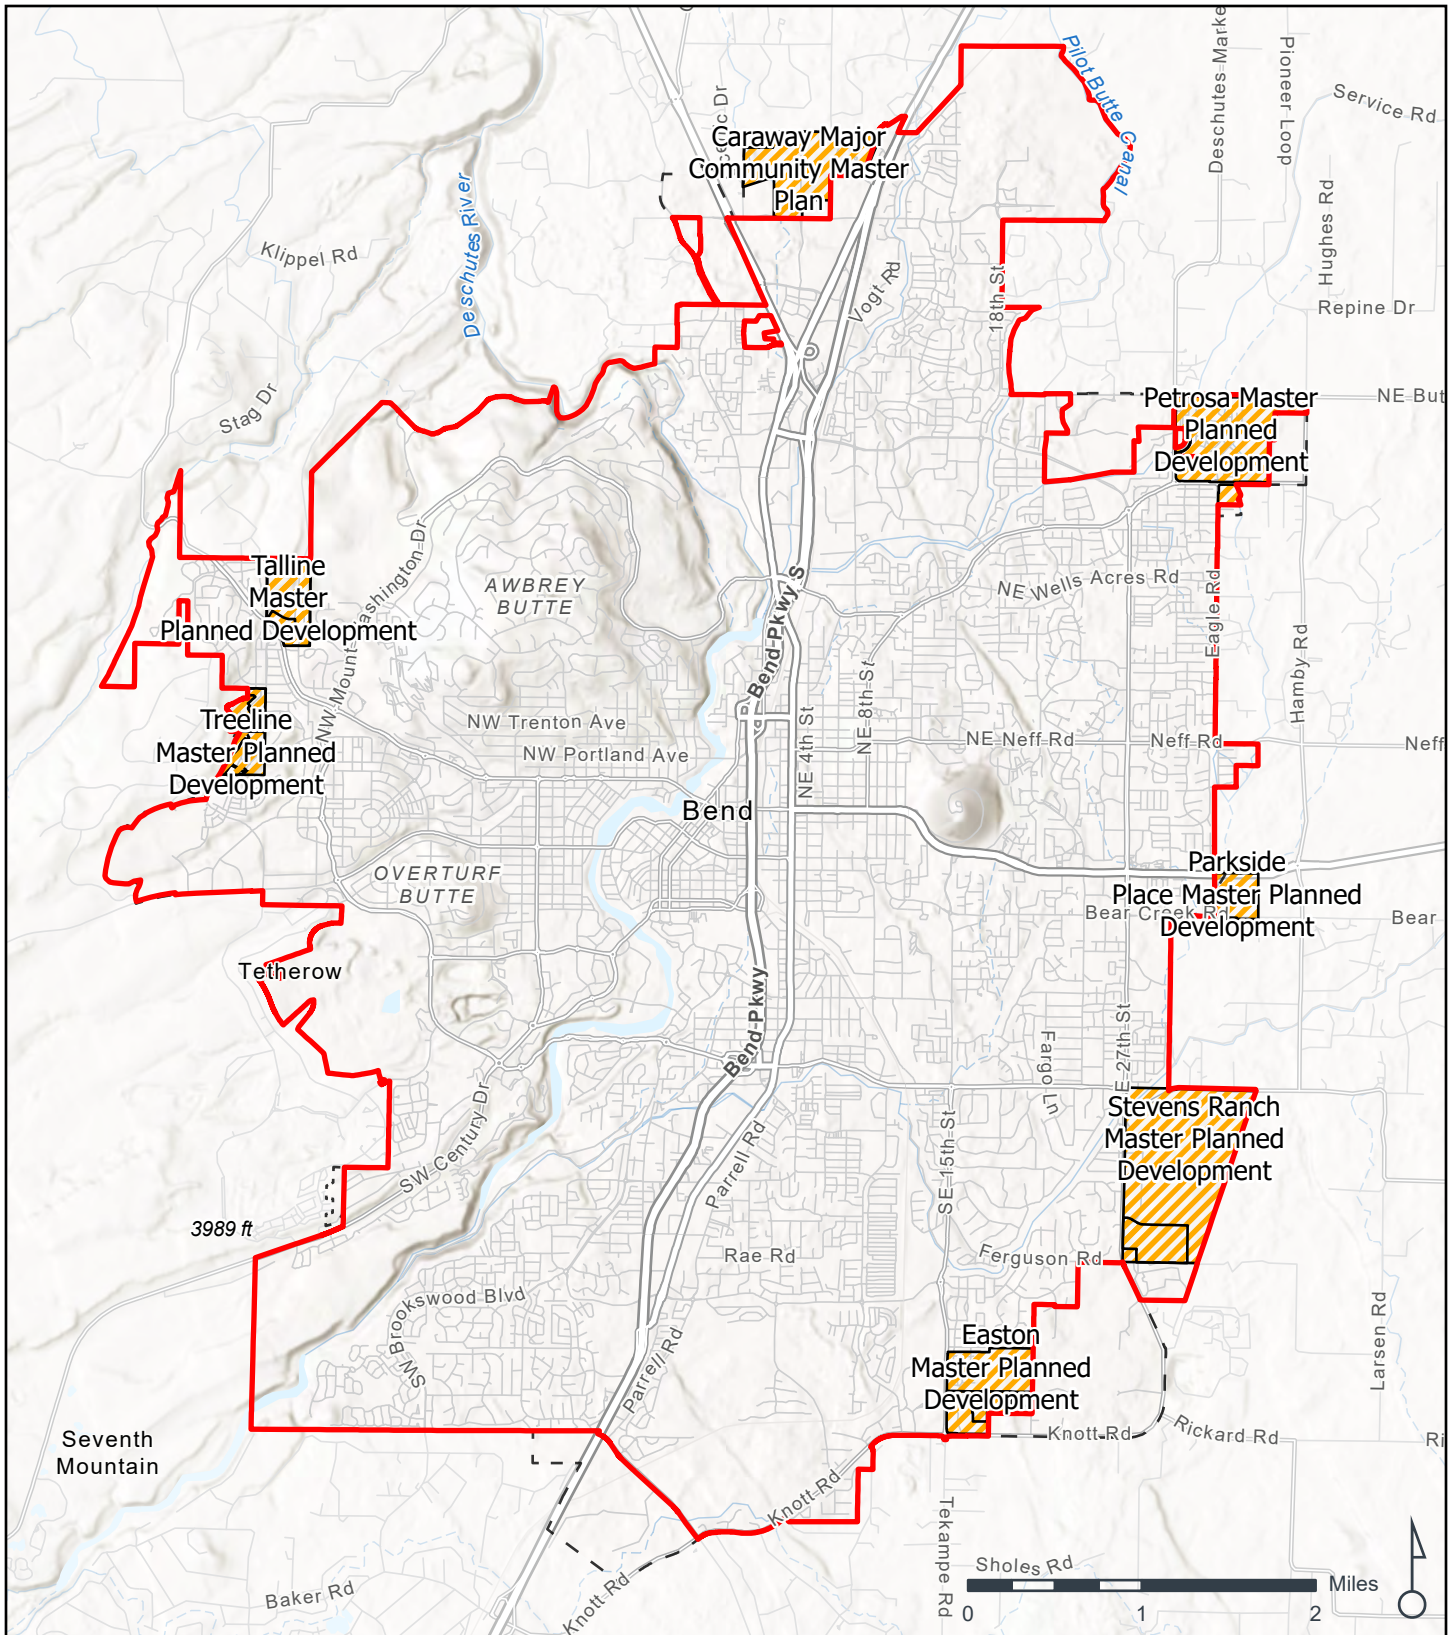 Pilot Butte Canal
Deschutes Marke
Pioneer Loop
Service Rd
Caraway Major
Community Master
Plan
Deschutes River
Klippel Rd
Hughes Rd
Vogt Rd
18th St
Repine Dr
Stag Dr
Petrosa Master
Planned
Development
NE But
Talline
Master
Planned Development
AWBREY
BUTTE
Bend Pkwy S
NE Wells Acres Rd
Eagle Rd
Hamby Rd
NW Mount Washington Dr
Treeline
Master Planned
Development
NW Trenton Ave
NW Portland Ave
NE 4th St
NE 8th St
NE Neff Rd
Neff Rd
Neff
Bend
OVERTURF
BUTTE
Parkside
Place Master Planned
Development
Bear Creek Rd
Bear
Tetherow
Bend Pkwy
Fargo Ln
E 27th St
SW Century Dr
Parrell Rd
SE 15th St
Stevens Ranch
Master Planned
Development
3989 ft
Rae Rd
Ferguson Rd
SW Brookswood Blvd
Parrell Rd
Easton
Master Planned
Development
Larsen Rd
Seventh
Mountain
Knott Rd
Rickard Rd
Ri
Knott Rd
Tekampe Rd
Sholes Rd
Baker Rd
Knott Rd
Miles
0 1 2